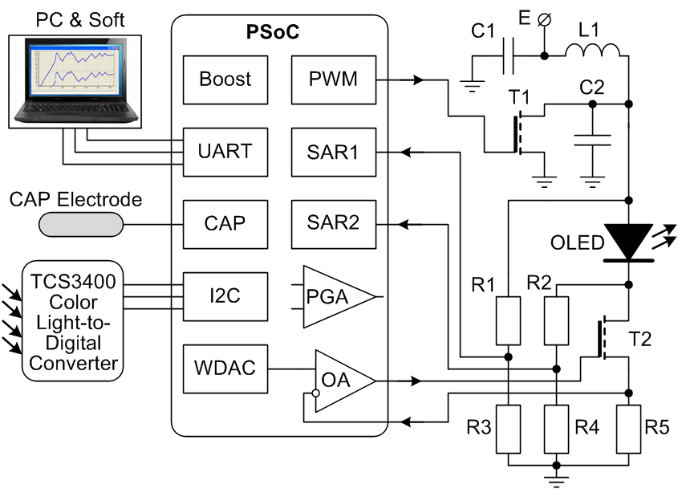 PC & Soft
PSoC
E
C1
L1
Boost
PWM
T1
C2
UART
SAR1
CAP Electrode
CAP
SAR2
OLED
TCS3400
Color
Light-to-
Digital
Converter
I2C
PGA
R1
R2
T2
WDAC
OA
R3
R4
R5